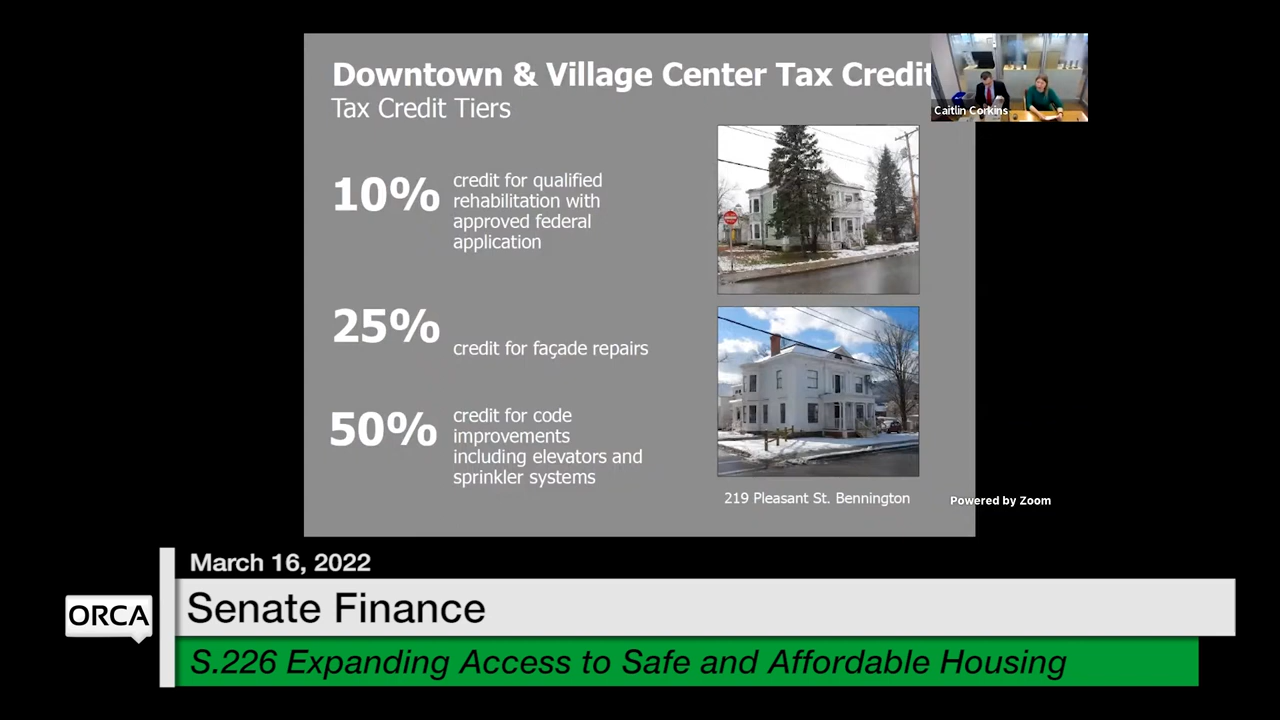 Downtown & Village Center Tax Credit
Tax Credit Tiers
Caitlin Corkins
10%
credit for qualified
rehabilitation with
approved federal
application
25%
credit for façade repairs
50%
credit for code
improvements
including elevators and
sprinkler systems
219 Pleasant St. Bennington
Powered by Zoom
March 16, 2022
ORCA
Senate Finance
S.226 Expanding Access to Safe and Affordable Housing